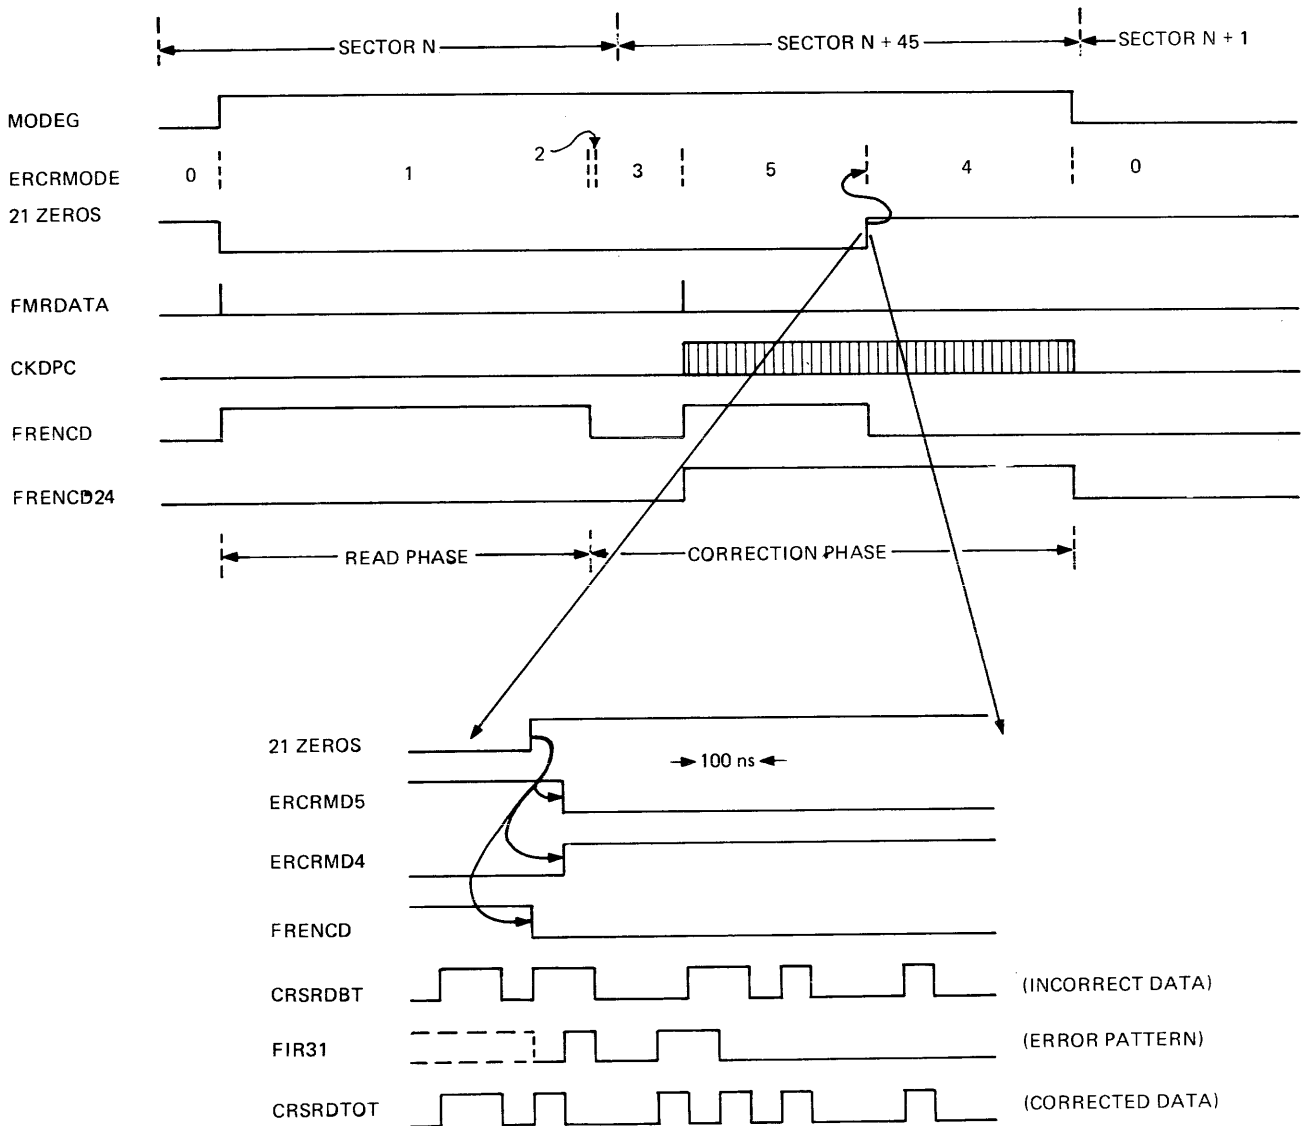 SECTOR N
SECTOR N + 45
SECTOR N + 1
MODEG
2
ERCRMODE 0 1 3 5 4 0
21 ZEROS
FMRDATA
CKDPC
FRENCD
FRENCD24
READ PHASE
CORRECTION PHASE
21 ZEROS
100 ns
ERCRMD5
ERCRMD4
FRENCD
CRSRDBT (INCORRECT DATA)
FIR31 (ERROR PATTERN)
CRSRDTOT (CORRECTED DATA)